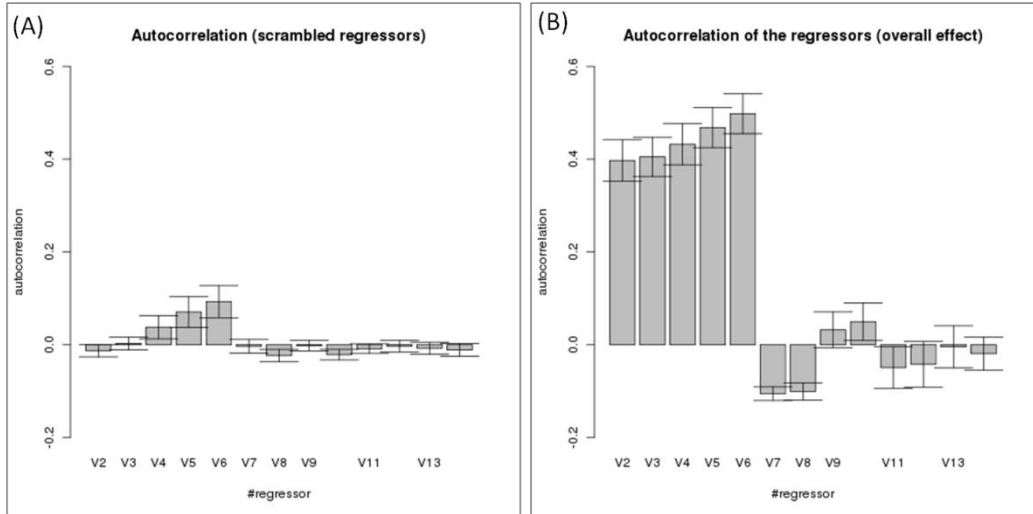 (A)
Autocorrelation (scrambled regressors)
0.6
0.4
0.2
0.0
-0.2
autocorrelation
V2 V3 V4 V5 V6 V7 V8 V9 V11 V13
#regressor
(B)
Autocorrelation of the regressors (overall effect)
0.6
0.4
0.2
0.0
-0.2
autocorrelation
V2 V3 V4 V5 V6 V7 V8 V9 V11 V13
#regressor